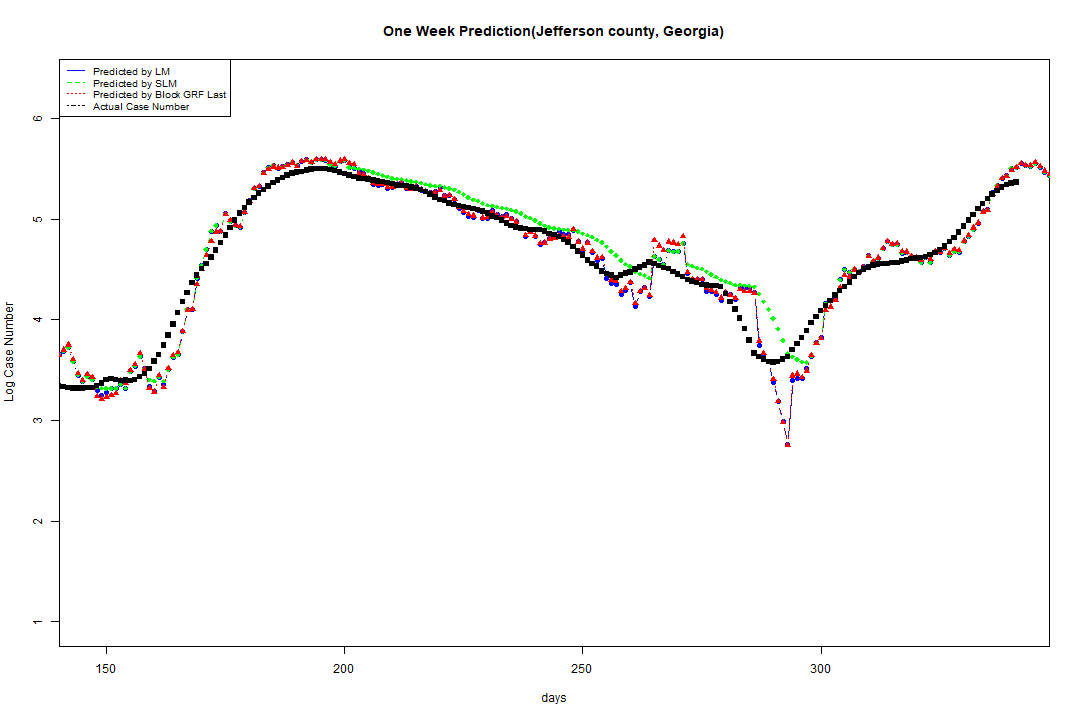 One Week Prediction(Jefferson county, Georgia)
Predicted by LM
Predicted by SLM
Predicted by Block GRF Last
Actual Case Number
Log Case Number
6
5
4
3
2
1
150
200
250
300
days